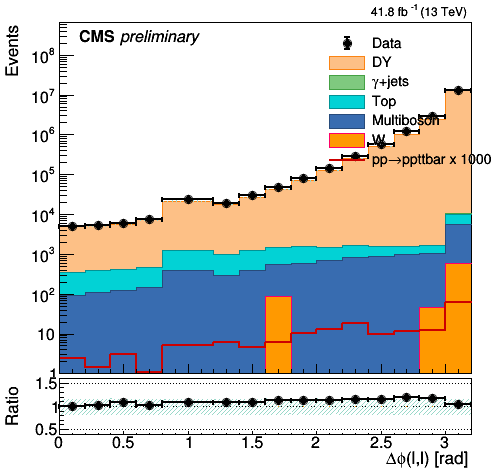 41.8 fb⁻¹ (13 TeV)
CMS preliminary
Events
Data
DY
γ+jets
Top
Multiboson
W
pp→ppttbar x 1000
10⁸
10⁷
10⁶
10⁵
10⁴
10³
10²
10
1
Ratio
1.5
1
0.5
0 0.5 1 1.5 2 2.5 3
Δφ(l,l) [rad]